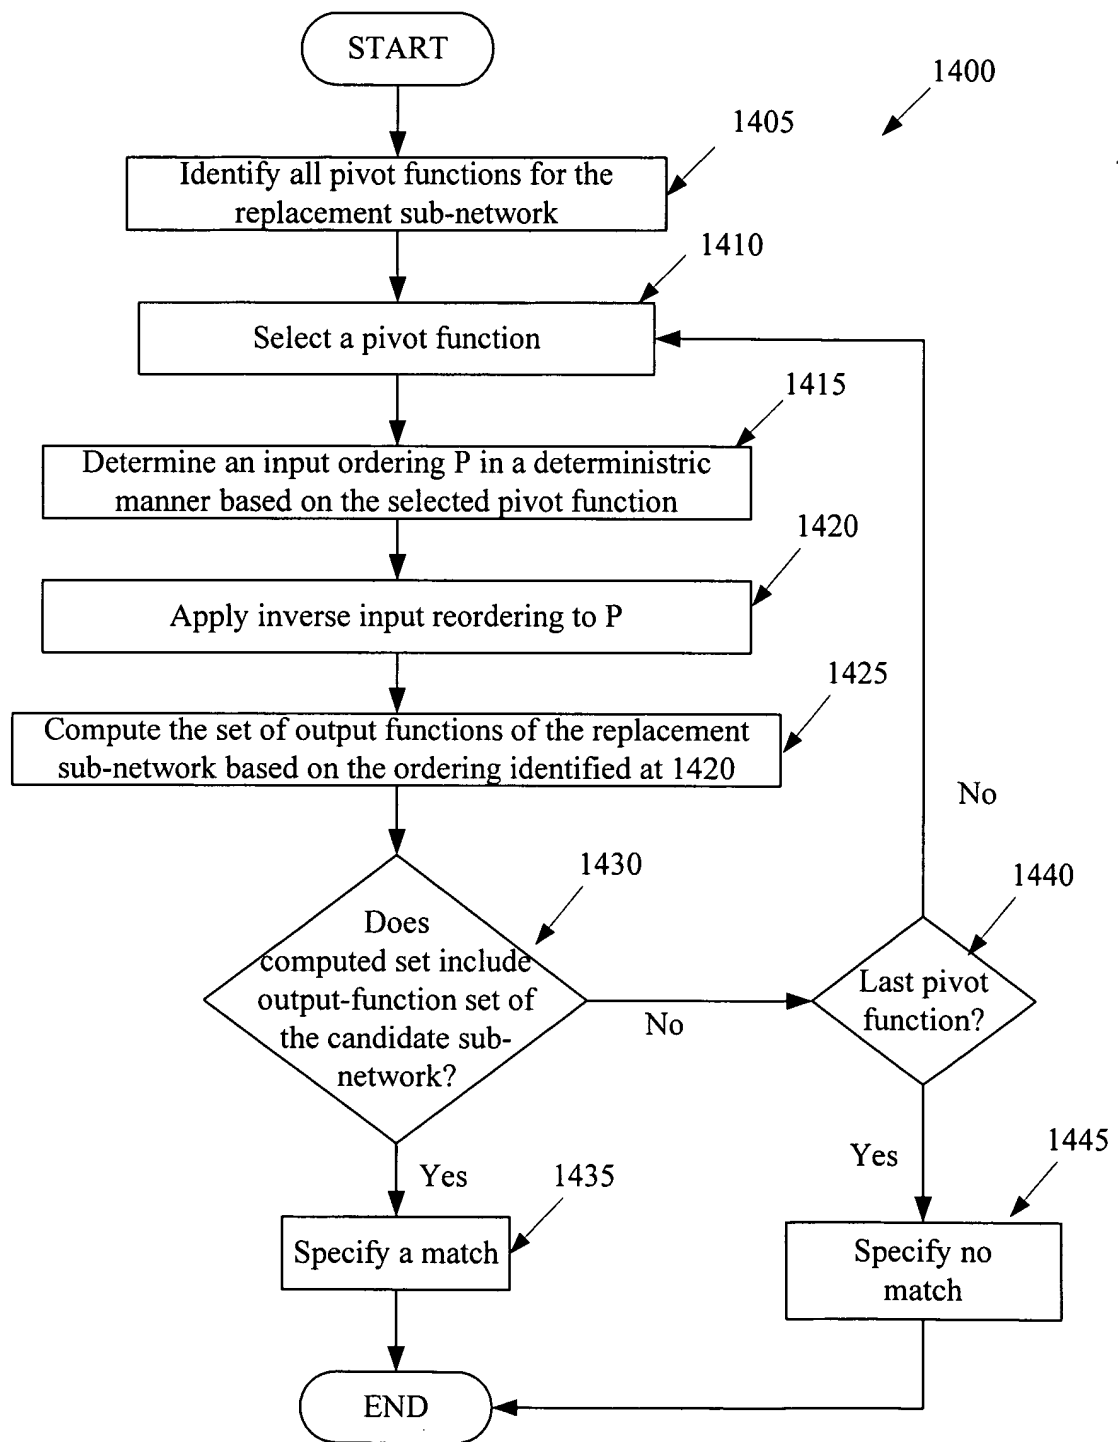 START
1400
1405
Identify all pivot functions for the
replacement sub-network
1410
Select a pivot function
1415
Determine an input ordering P in a deterministric
manner based on the selected pivot function
1420
Apply inverse input reordering to P
1425
Compute the set of output functions of the replacement
sub-network based on the ordering identified at 1420
No
1430
1440
Does
computed set include
output-function set of
the candidate sub-
network?
No
Last pivot
function?
Yes
1435
Yes
1445
Specify a match
Specify no
match
END